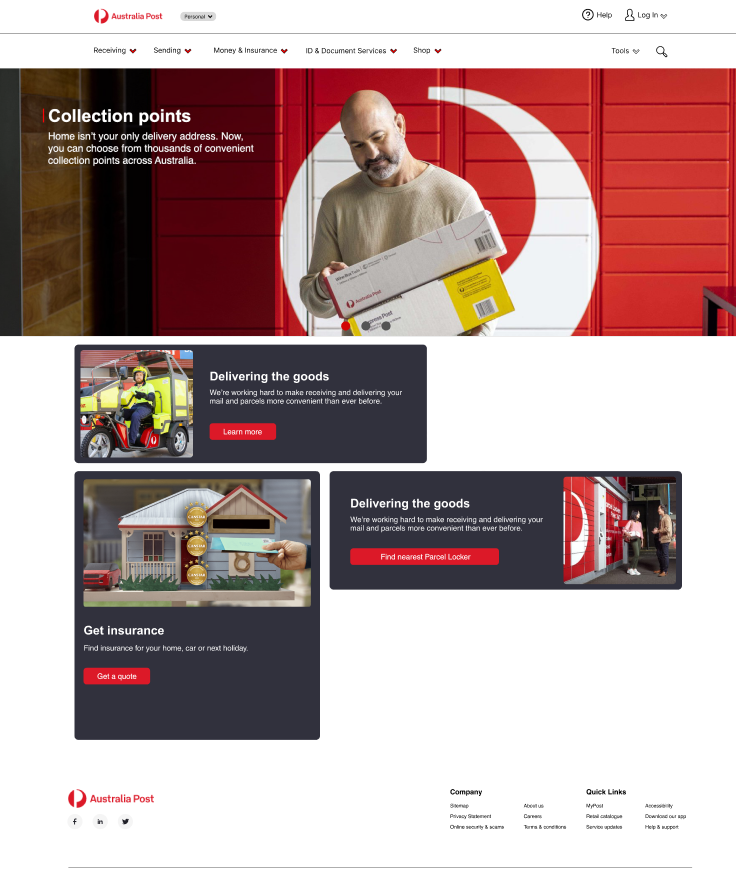 Australia Post
Personal
Help
Log In
Receiving
Sending
Money & Insurance
ID & Document Services
Shop
Tools
Collection points
Home isn't your only delivery address. Now,
you can choose from thousands of convenient
collection points across Australia.
Australia Post
Delivering the goods
We're working hard to make receiving and delivering your
mail and parcels more convenient than ever before.
Learn more
CANSTAR
CANSTAR
CANSTAR
Get insurance
Find insurance for your home, car or next holiday.
Get a quote
Delivering the goods
We're working hard to make receiving and delivering your
mail and parcels more convenient than ever before.
Find nearest Parcel Locker
Australia Post
f
in
Company
Sitemap
About us
Privacy Statement
Careers
Online security & scams
Terms & conditions
Quick Links
MyPost
Accessibility
Retail catalogue
Download our app
Service updates
Help & support